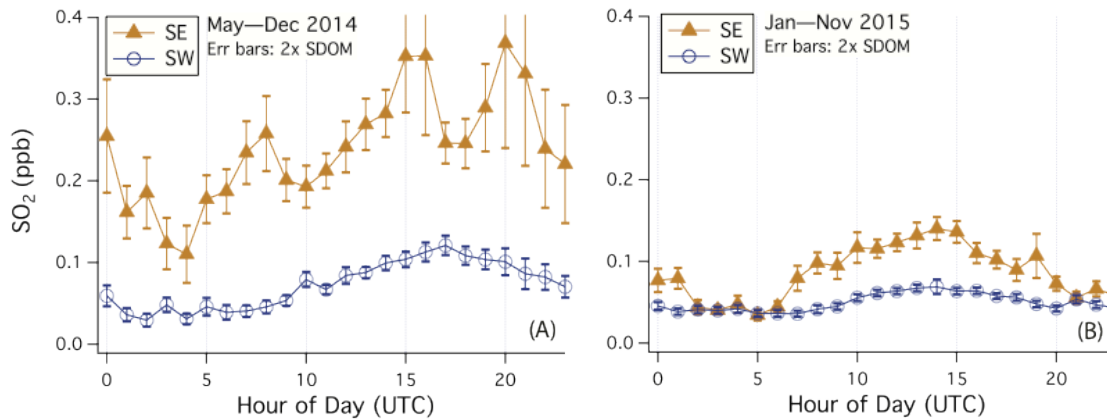 SE
SW
May—Dec 2014
Err bars: 2x SDOM
0.4
0.3
0.2
0.1
0.0
SO2 (ppb)
0
5
10
15
20
Hour of Day (UTC)
(A)
SE
SW
Jan—Nov 2015
Err bars: 2x SDOM
0.4
0.3
0.2
0.1
0.0
0
5
10
15
20
Hour of Day (UTC)
(B)